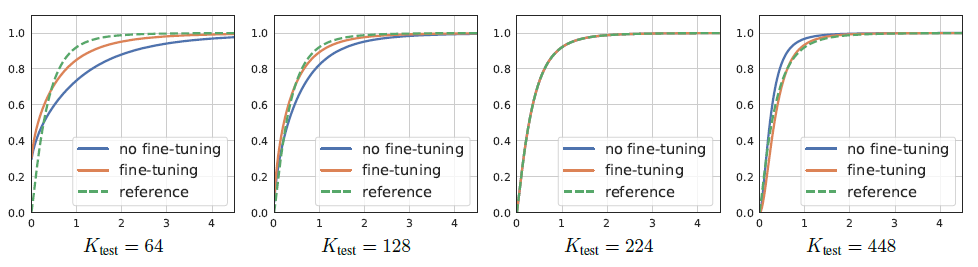 1.0
0.8
0.6
0.4
0.2
0.0
0 1 2 3 4
no fine-tuning
fine-tuning
reference
K_test = 64
1.0
0.8
0.6
0.4
0.2
0.0
0 1 2 3 4
no fine-tuning
fine-tuning
reference
K_test = 128
1.0
0.8
0.6
0.4
0.2
0.0
0 1 2 3 4
no fine-tuning
fine-tuning
reference
K_test = 224
1.0
0.8
0.6
0.4
0.2
0.0
0 1 2 3 4
no fine-tuning
fine-tuning
reference
K_test = 448